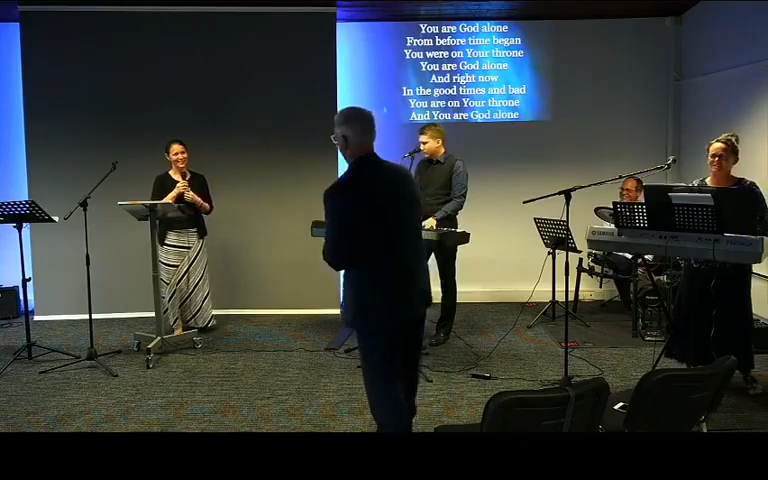 You are God alone
From before time began
You were on Your throne
You are God alone
And right now
In the good times and bad
You are on Your throne
And You are God alone
YAMAHA